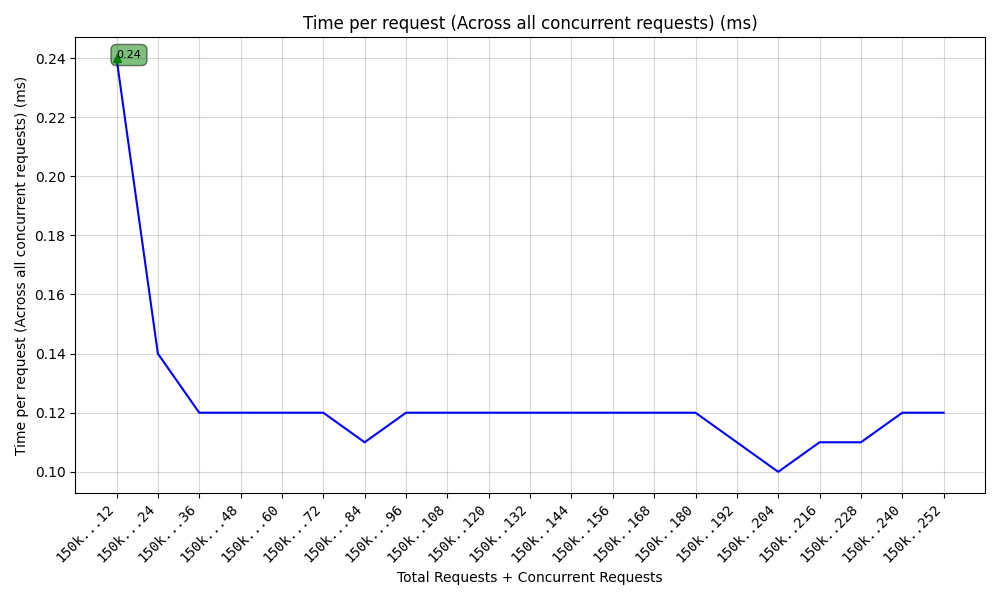 Time per request (Across all concurrent requests) (ms)
Time per request (Across all concurrent requests) (ms)
0.24
0.24
0.22
0.20
0.18
0.16
0.14
0.12
0.10
150k...12
150k...24
150k...36
150k...48
150k...60
150k...72
150k...84
150k...96
150k..108
150k..120
150k..132
150k..144
150k..156
150k..168
150k..180
150k..192
150k..204
150k..216
150k..228
150k..240
150k..252
Total Requests + Concurrent Requests